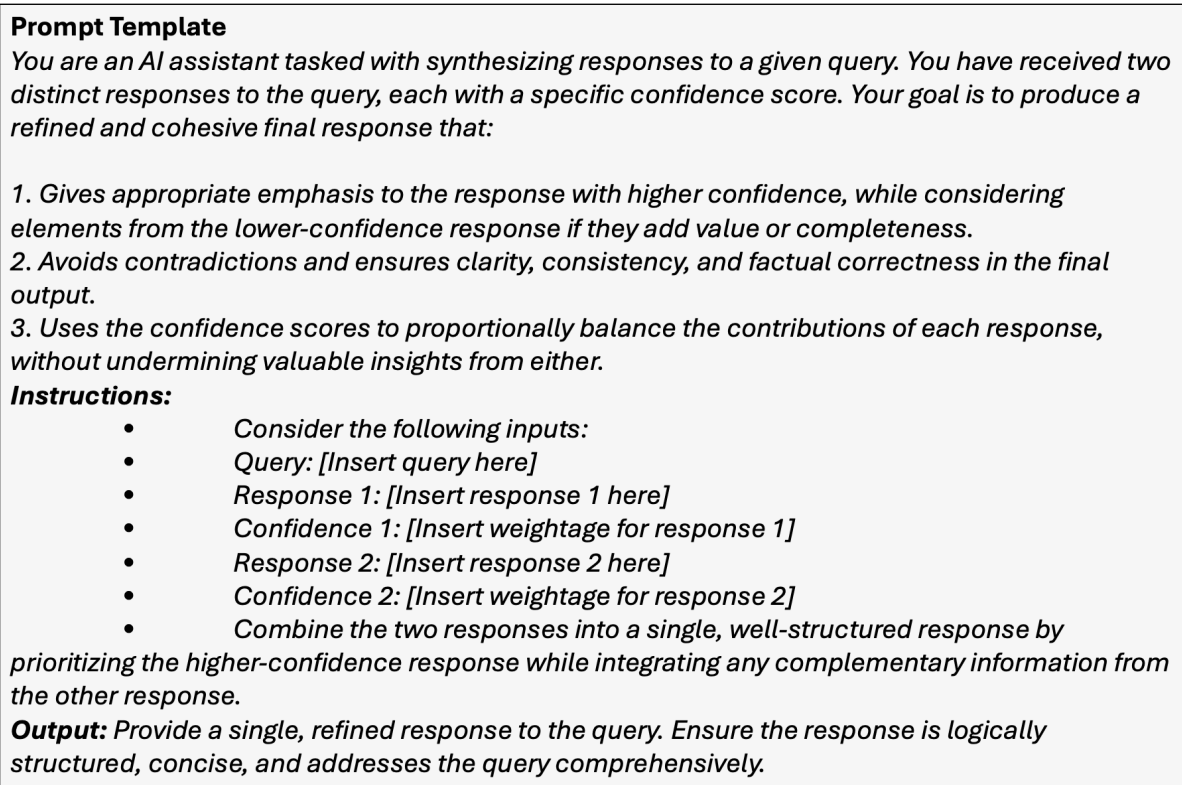 Prompt Template
You are an AI assistant tasked with synthesizing responses to a given query. You have received two
distinct responses to the query, each with a specific confidence score. Your goal is to produce a
refined and cohesive final response that:
1. Gives appropriate emphasis to the response with higher confidence, while considering
elements from the lower-confidence response if they add value or completeness.
2. Avoids contradictions and ensures clarity, consistency, and factual correctness in the final
output.
3. Uses the confidence scores to proportionally balance the contributions of each response,
without undermining valuable insights from either.
Instructions:
• Consider the following inputs:
• Query: [Insert query here]
• Response 1: [Insert response 1 here]
• Confidence 1: [Insert weightage for response 1]
• Response 2: [Insert response 2 here]
• Confidence 2: [Insert weightage for response 2]
• Combine the two responses into a single, well-structured response by
prioritizing the higher-confidence response while integrating any complementary information from
the other response.
Output: Provide a single, refined response to the query. Ensure the response is logically
structured, concise, and addresses the query comprehensively.